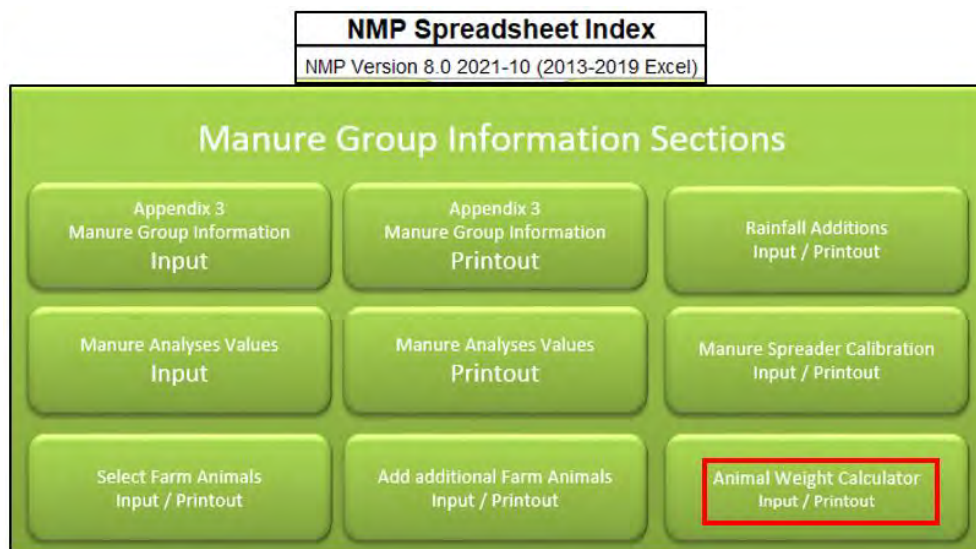 NMP Spreadsheet Index
NMP Version 8.0 2021-10 (2013-2019 Excel)
Manure Group Information Sections
Appendix 3
Manure Group Information
Input
Appendix 3
Manure Group Information
Printout
Rainfall Additions
Input / Printout
Manure Analyses Values
Input
Manure Analyses Values
Printout
Manure Spreader Calibration
Input / Printout
Select Farm Animals
Input / Printout
Add additional Farm Animals
Input / Printout
Animal Weight Calculator
Input / Printout